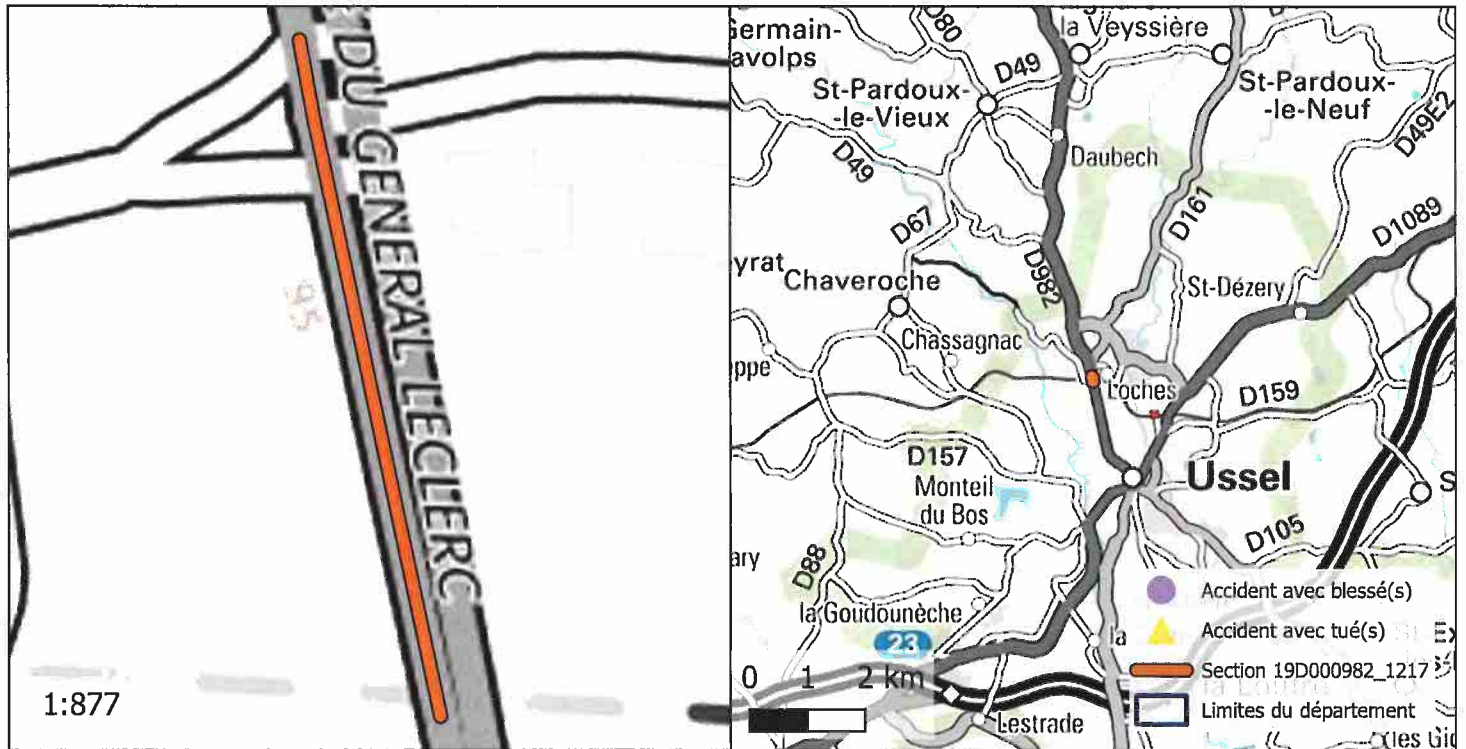 DU GENERAL LECLERC
1:877
Germain-
avolps
D80
la Veyssière
D49
St-Pardoux-
-le-Vieux
St-Pardoux-
-le-Neuf
D49E2
D49
Daubech
D67
D161
D1089
D982
yrat
Chaveroche
St-Dézery
Chassagnac
oppe
Loches
D159
D157
Ussel
S
Monteil
du Bos
D105
ary
D88
la Goudounèche
23
la
0 1 2 km
Lestrade
Accident avec blessé(s)
Accident avec tué(s)
Section 19D000982_1217
Limites du département